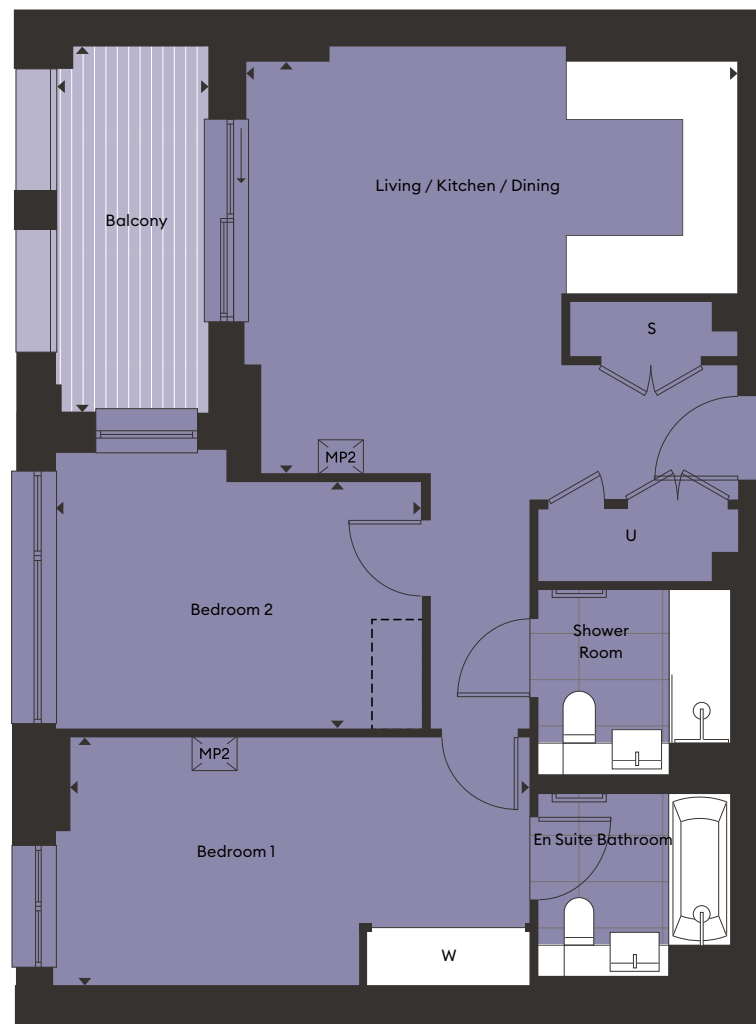 Living / Kitchen / Dining
Balcony
S
MP2
U
Bedroom 2
Shower
Room
MP2
En Suite Bathroom
Bedroom 1
W